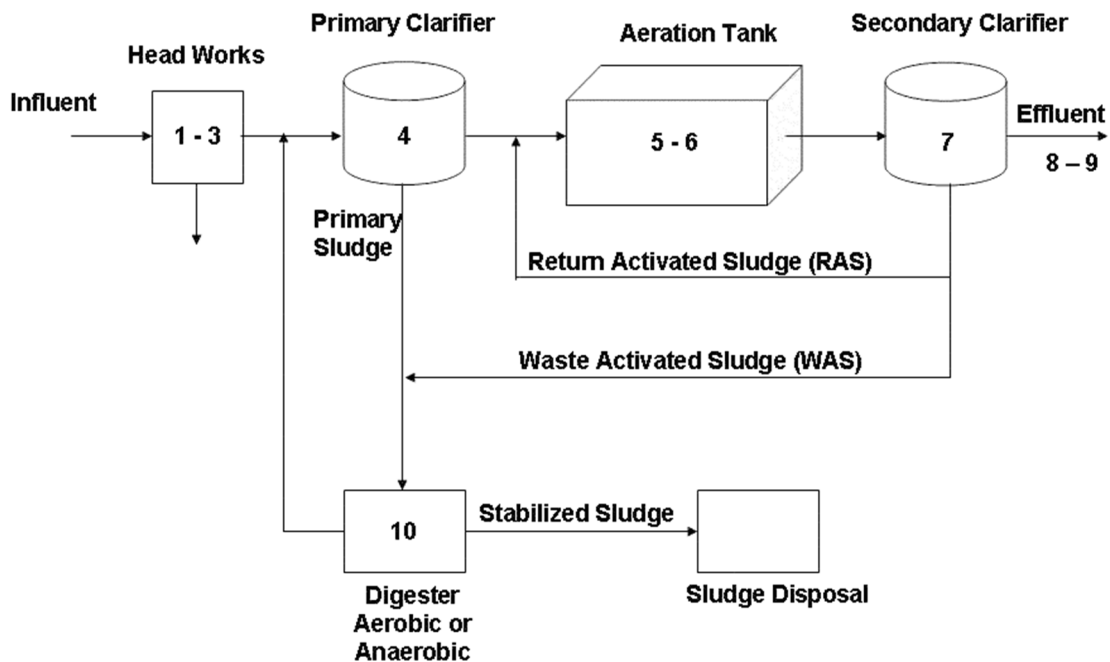 Primary Clarifier
Aeration Tank
Secondary Clarifier
Head Works
Influent
1 - 3
4
5 - 6
7
Effluent
8 – 9
Primary
Sludge
Return Activated Sludge (RAS)
Waste Activated Sludge (WAS)
10
Stabilized Sludge
Digester
Aerobic or
Anaerobic
Sludge Disposal